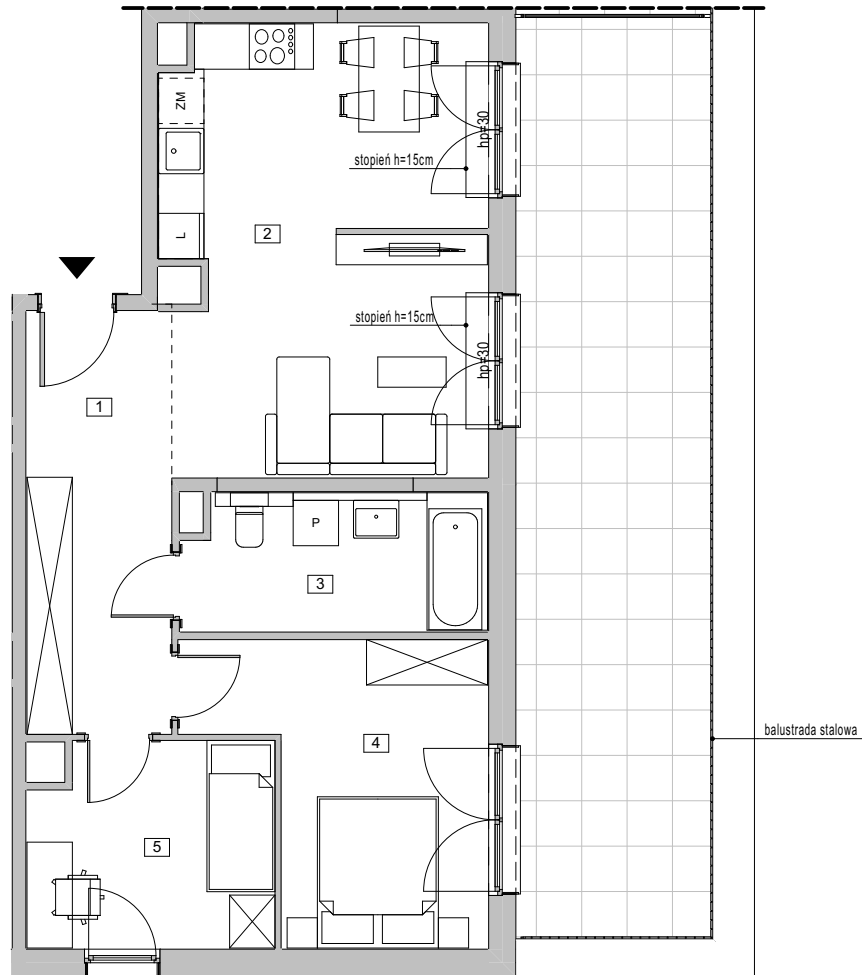 ZM
hp=30
stopień h=15cm
2
L
stopień h=15cm
hp=30
1
P
3
balustrada stalowa
4
5